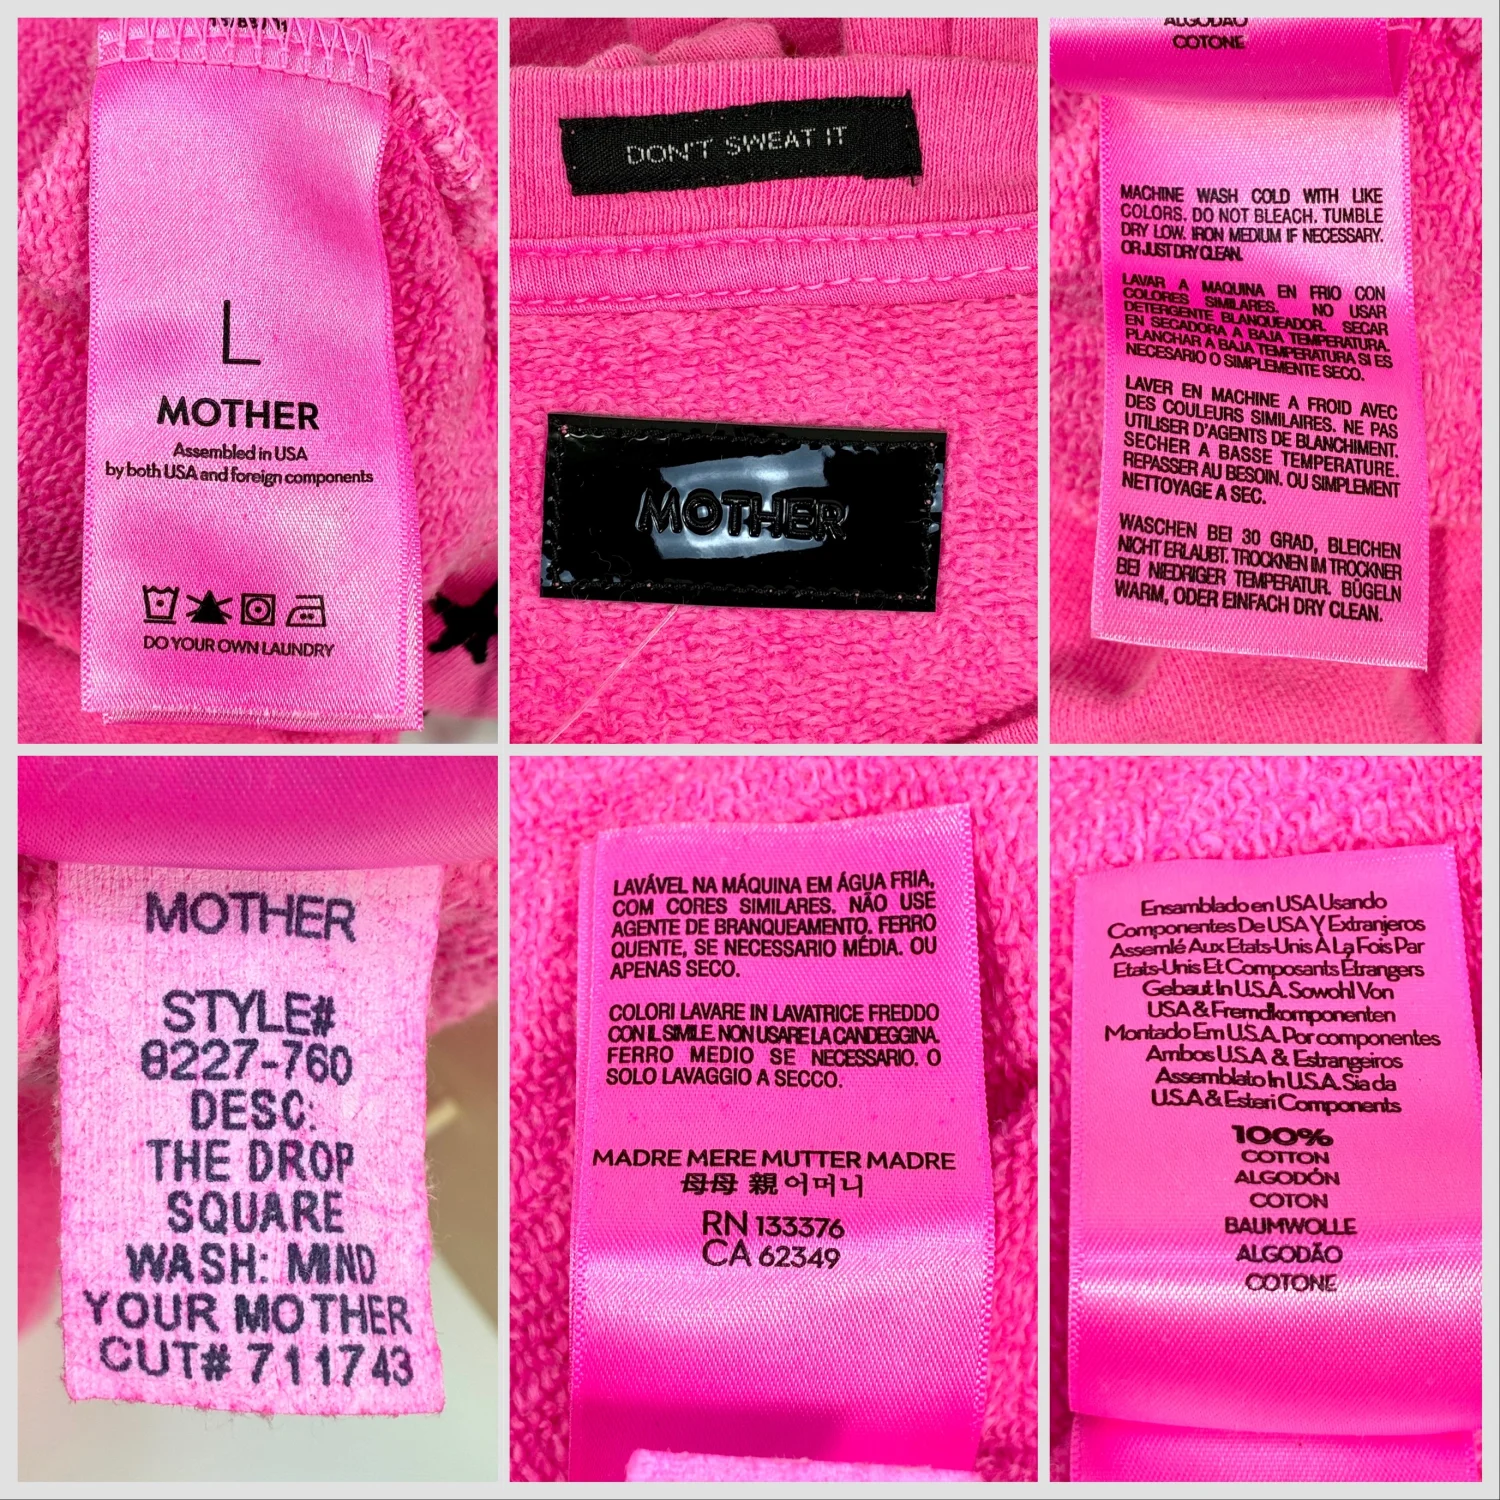 L
MOTHER
Assembled in USA
by both USA and foreign components
DO YOUR OWN LAUNDRY
DON'T SWEAT IT
MOTHER
ALGODÃO
COTONE
MACHINE WASH COLD WITH LIKE
COLORS. DO NOT BLEACH. TUMBLE
DRY LOW. IRON MEDIUM IF NECESSARY.
OR JUST DRY CLEAN.
LAVAR A MAQUINA EN FRIO CON
COLORES SIMILARES. NO USAR
DETERGENTE BLANQUEADOR. SECAR
EN SECADORA A BAJA TEMPERATURA,
PLANCHAR A BAJA TEMPERATURA SI ES
NECESARIO O SIMPLEMENTE SECO.
LAVER EN MACHINE A FROID AVEC
DES COULEURS SIMILAIRES. NE PAS
UTILISER D'AGENTS DE BLANCHIMENT.
SECHER A BASSE TEMPERATURE.
REPASSER AU BESOIN. OU SIMPLEMENT
NETTOYAGE A SEC.
WASCHEN BEI 30 GRAD, BLEICHEN
NICHT ERLAUBT. TROCKNEN IM TROCKNER
BEI NIEDRIGER TEMPERATUR. BÜGELN
WARM, ODER EINFACH DRY CLEAN.
MOTHER
STYLE#
8227-760
DESC:
THE DROP
SQUARE
WASH: MIND
YOUR MOTHER
CUT# 711743
LAVÁVEL NA MÁQUINA EM ÁGUA FRIA,
COM CORES SIMILARES. NÃO USE
AGENTE DE BRANQUEAMENTO. FERRO
QUENTE, SE NECESSARIO MÉDIA. OU
APENAS SECO.
COLORI LAVARE IN LAVATRICE FREDDO
CON IL SIMILE. NON USARE LA CANDEGGINA.
FERRO MEDIO SE NECESSARIO. O
SOLO LAVAGGIO A SECCO.
MADRE MERE MUTTER MADRE
母母 親 어머니
RN 133376
CA 62349
Ensamblado en USA Usando
Componentes De USA Y Extranjeros
Assemlé Aux Etats-Unis À La Fois Par
Etats-Unis Et Composants Étrangers
Gebaut In U.S.A. Sowohl Von
USA & Fremdkomponenten
Montado Em U.S.A. Por componentes
Ambos U.S.A & Estrangeiros
Assemblato In U.S.A. Sia da
U.S.A & Esteri Components
100%
COTTON
ALGODÓN
COTON
BAUMWOLLE
ALGODÃO
COTONE